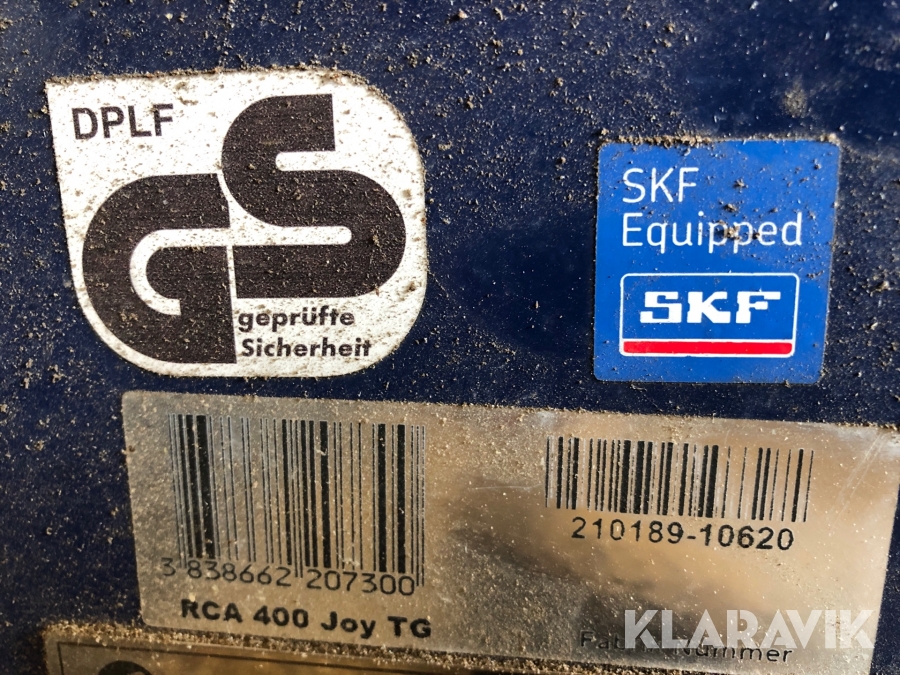 DPLF
GS
geprüfte
Sicherheit
SKF
Equipped
SKF
3 838662 207300
RCA 400 Joy TG
210189-10620
KLARAVIK